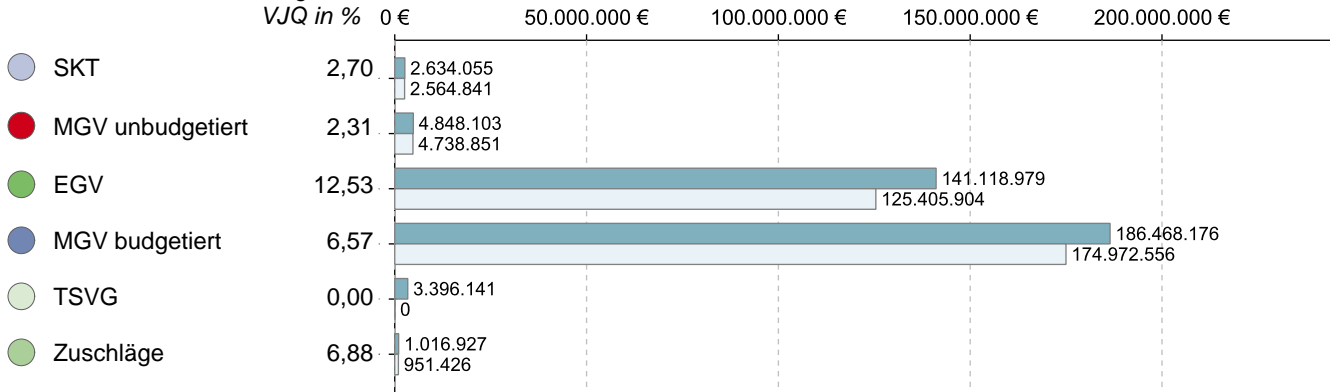 VJQ in % 0 € 50.000.000 € 100.000.000 € 150.000.000 € 200.000.000 €
SKT 2,70 2.634.055
2.564.841
MGV unbudgetiert 2,31 4.848.103
4.738.851
EGV 12,53 141.118.979
125.405.904
MGV budgetiert 6,57 186.468.176
174.972.556
TSVG 0,00 3.396.141
0
Zuschläge 6,88 1.016.927
951.426